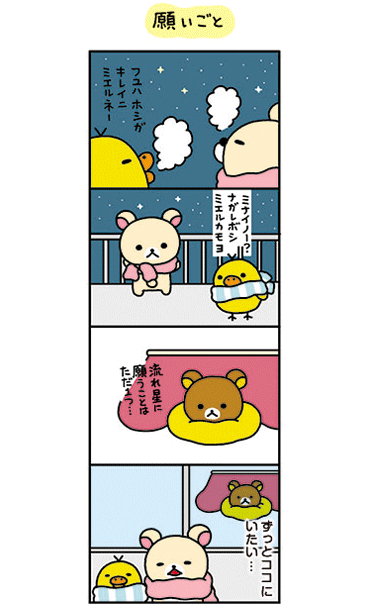 願いごと
フユハ ホシガ
キレイニ
ミエルネー
ミナイノー?
ナガレボシ
ミエルカモヨ
流れ星に
願うことは
ただ1つ…
ずっとココに
いたい…